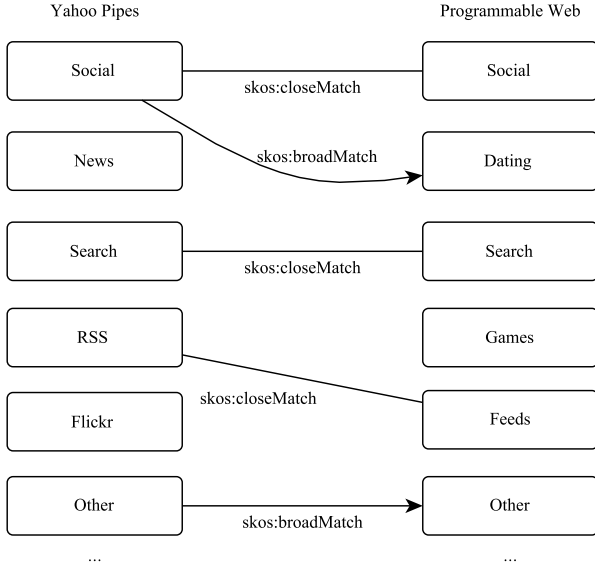 Yahoo Pipes
Programmable Web
Social
skos:closeMatch
Social
News
skos:broadMatch
Dating
Search
skos:closeMatch
Search
RSS
Games
skos:closeMatch
Flickr
Feeds
Other
skos:broadMatch
Other
...
...